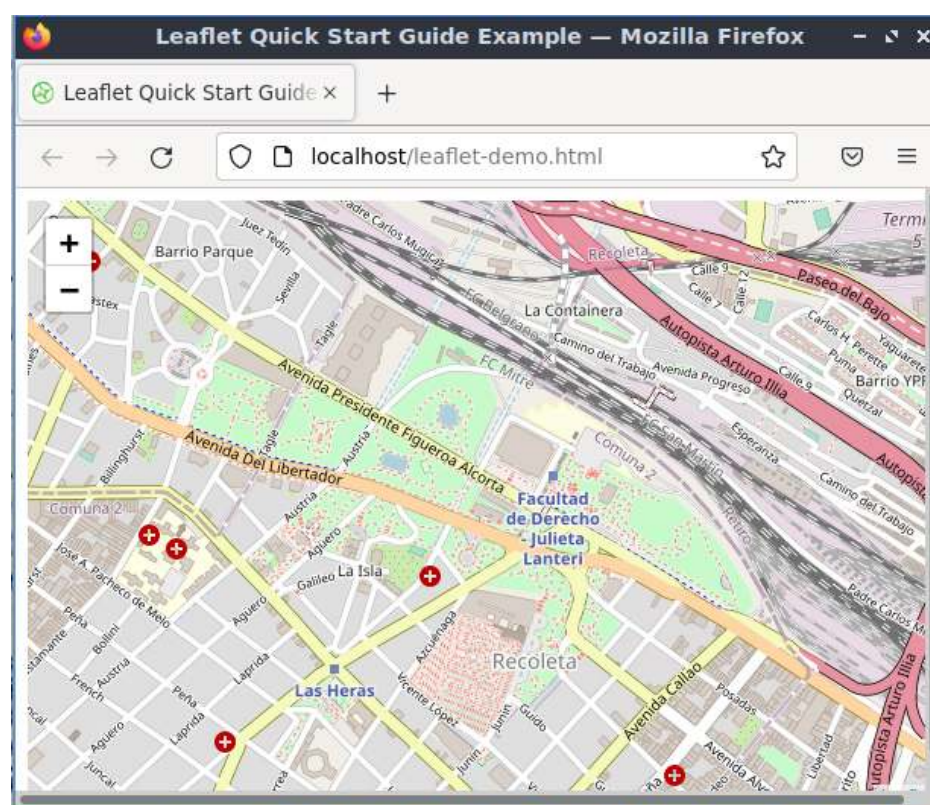 Leaflet Quick Start Guide Example — Mozilla Firefox
Leaflet Quick Start Guide
localhost/leaflet-demo.html
+
−
Barrio Parque
Juez Tedín
Sevilla
Tagle
Padre Carlos Mugica
Recoleta
Calle 9
Calle 7
Calle 12
Paseo del Bajo
La Containera
FC Belgrano
FC Mitre
Camino del Trabajo
Avenida Progreso
Autopista Arturo Illia
Calle 9
Carlos H. Perette
Puma
Quetzal
Barrio YPF
Tagle
Avenida Presidente Figueroa Alcorta
Austria
Avenida Del Libertador
Billinghurst
FC San Martín
Comuna 2
Esperanza
Camino del Trabajo
Comuna 2
Facultad
de Derecho
- Julieta
Lanteri
Retiro
Austria
Agüero
Galileo
La Isla
José A. Pacheco de Melo
Agüero
Azcuénaga
Recoleta
Peña
Bollini
Austria
French
Laprida
Las Heras
Vicente López
Junín
Guido
Avenida Callao
Posadas
Peña
Laprida
Agüero
Juncal
Junín
Libertad
Autopista Arturo Illia